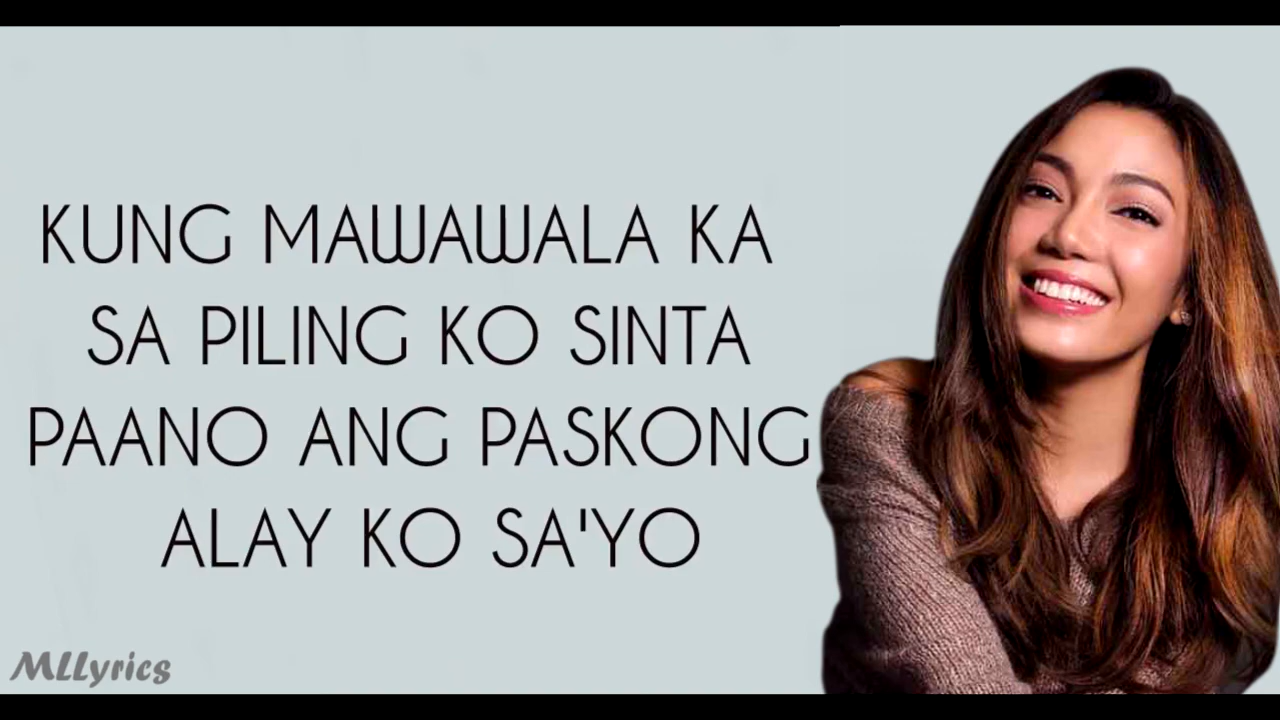 KUNG MAWAWALA KA
SA PILING KO SINTA
PAANO ANG PASKONG
ALAY KO SA'YO
MLLyrics